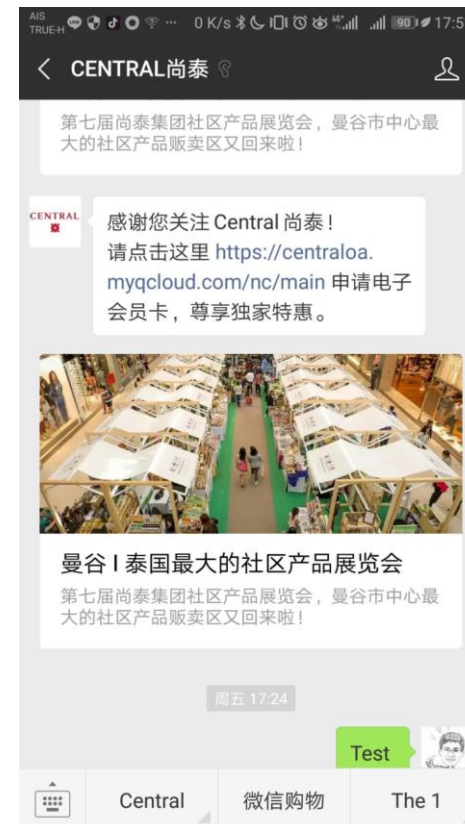 AIS
TRUE-H
0 K/s
90
17:5
CENTRAL尚泰
第七届尚泰集团社区产品展览会，曼谷市中心最
大的社区产品贩卖区又回来啦！
CENTRAL
感谢您关注 Central 尚泰！
请点击这里 https://centraloa.
myqcloud.com/nc/main 申请电子
会员卡，尊享独家特惠。
曼谷 I 泰国最大的社区产品展览会
第七届尚泰集团社区产品展览会，曼谷市中心最
大的社区产品贩卖区又回来啦！
周五 17:24
Test
Central
微信购物
The 1